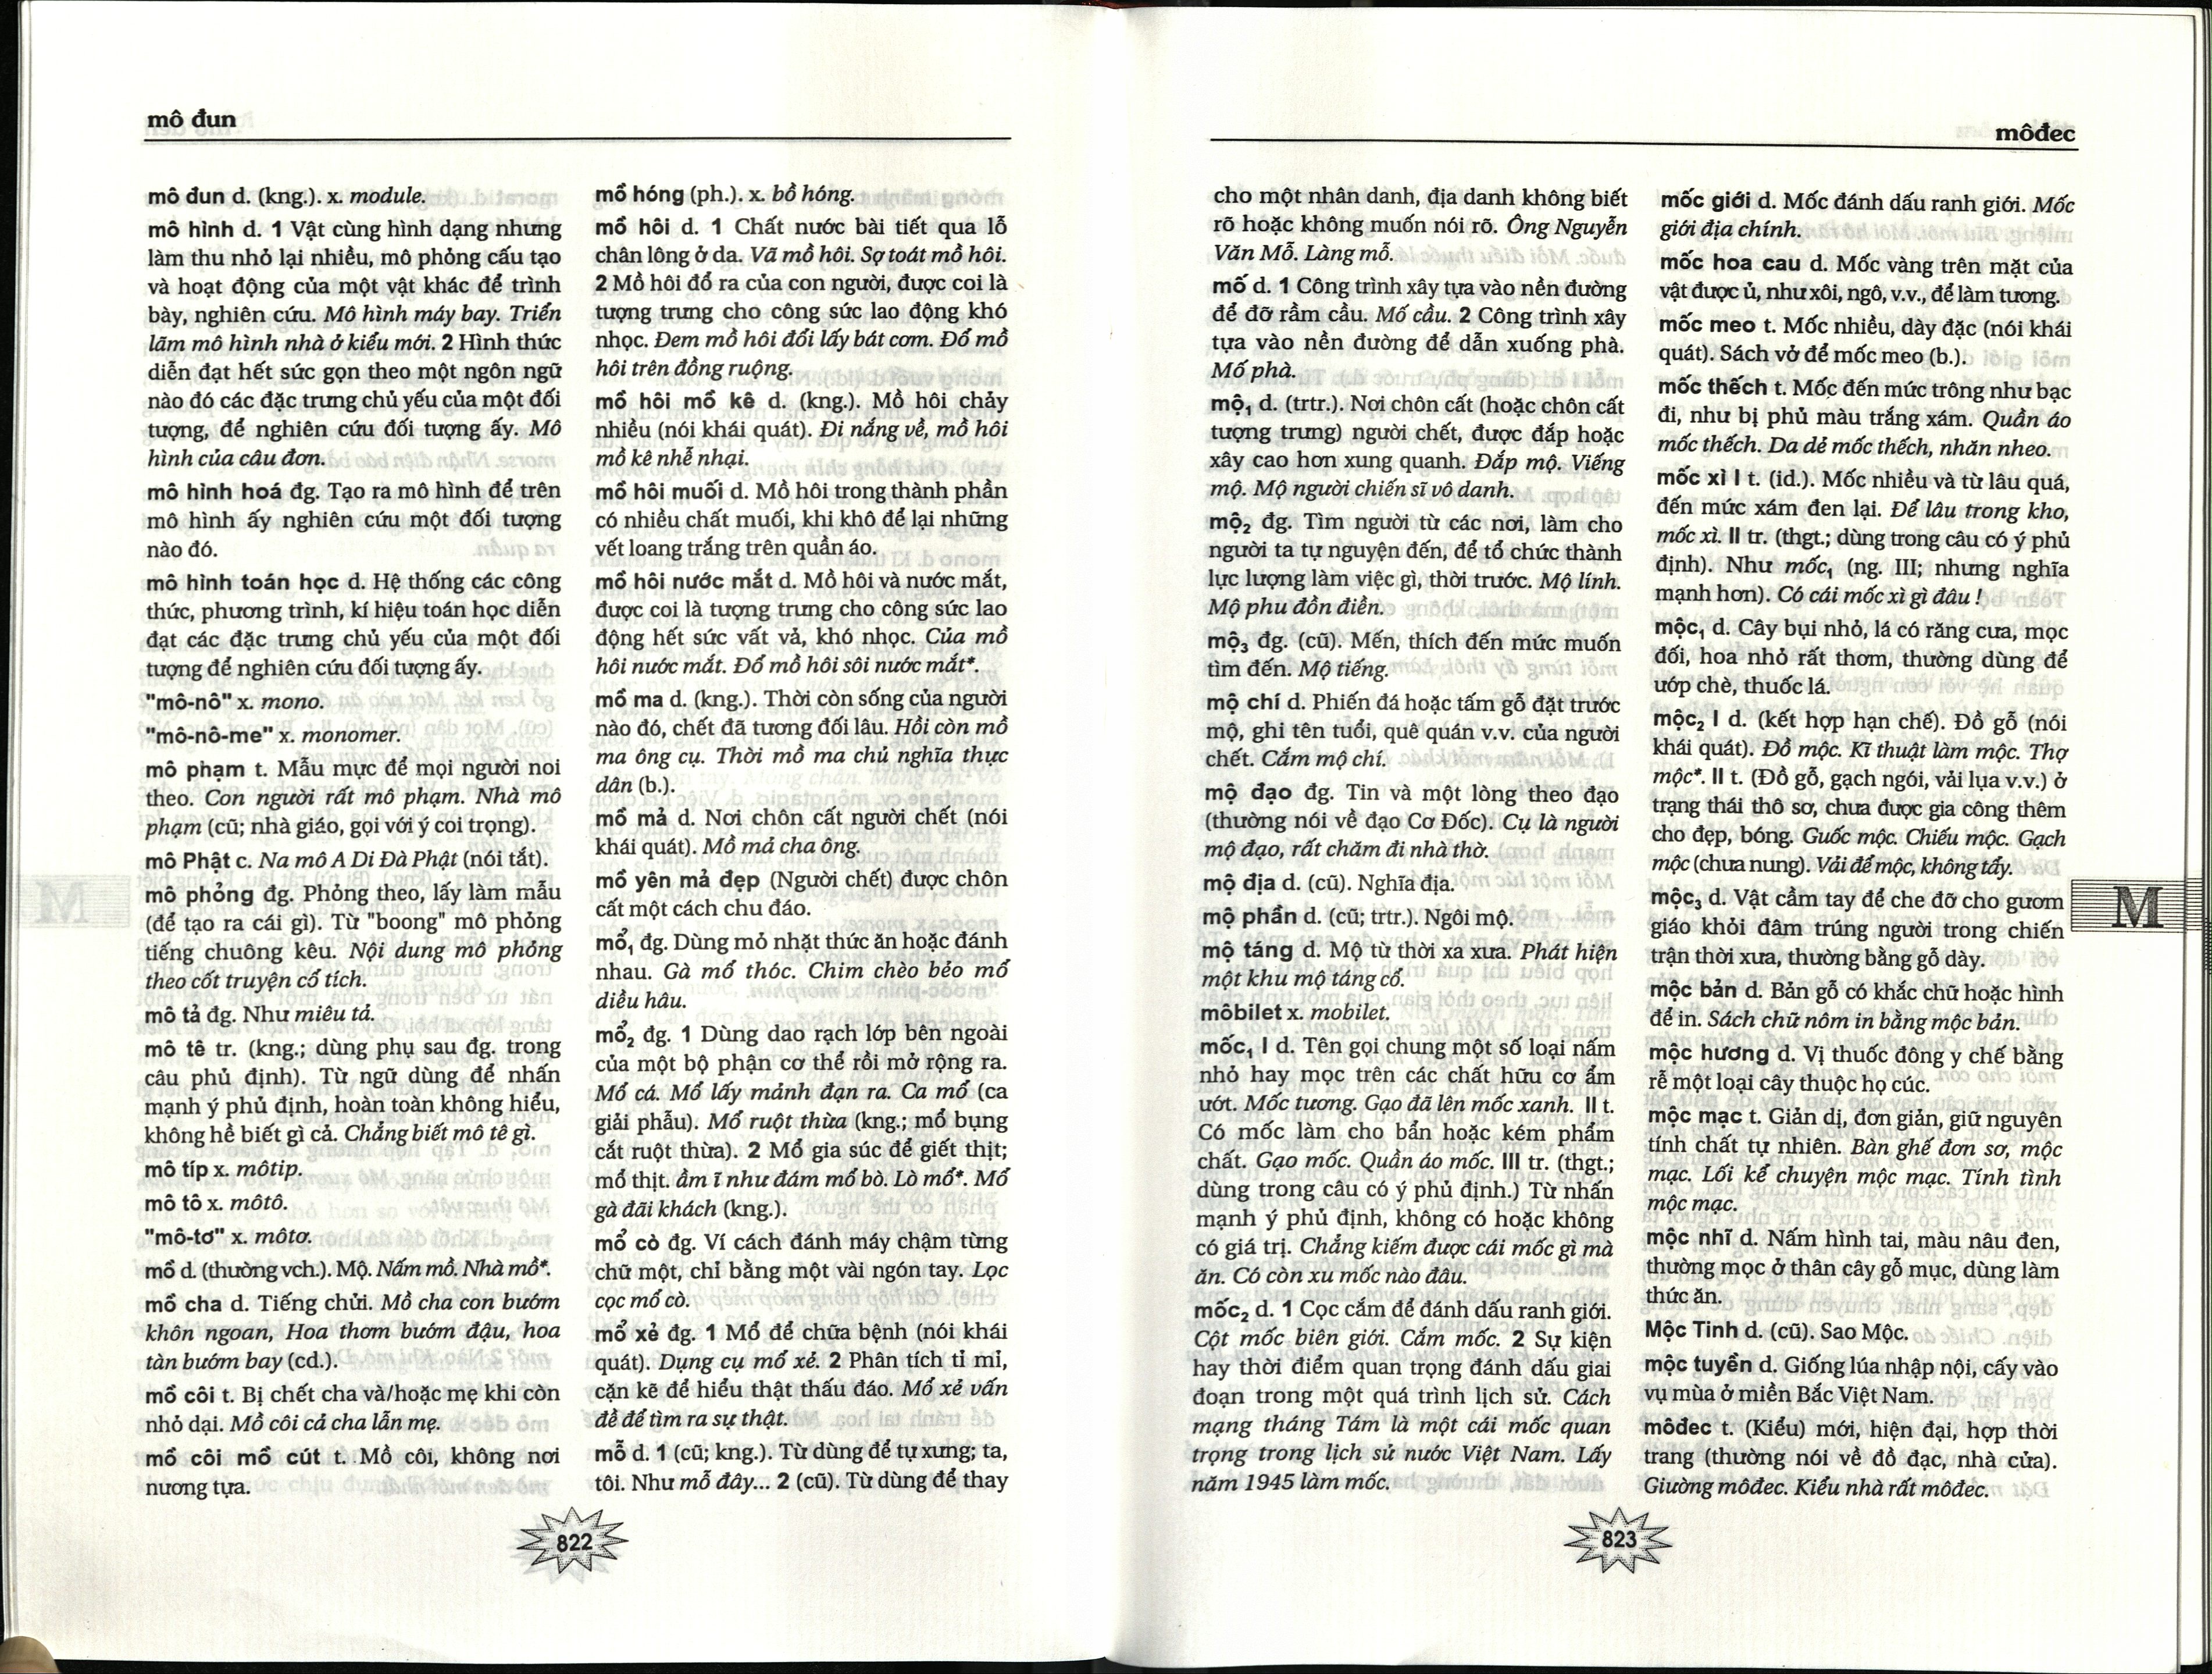 mô đun
mô đun d. (kng.). x. module.
mô hình d. 1 Vật cùng hình dạng nhưng
làm thu nhỏ lại nhiều, mô phỏng cấu tạo
và hoạt động của một vật khác để trình
bày, nghiên cứu. Mô hình máy bay. Triển
lãm mô hình nhà ở kiểu mới. 2 Hình thức
diễn đạt hết sức gọn theo một ngôn ngữ
nào đó các đặc trưng chủ yếu của một đối
tượng, để nghiên cứu đối tượng ấy. Mô
hình của câu đơn.
mô hình hoá đg. Tạo ra mô hình để trên
mô hình ấy nghiên cứu một đối tượng
nào đó.
mô hình toán học d. Hệ thống các công
thức, phương trình, kí hiệu toán học diễn
đạt các đặc trưng chủ yếu của một đối
tượng để nghiên cứu đối tượng ấy.
"mô-nô" x. mono.
"mô-nô-me" x. monomer.
mô phạm t. Mẫu mực để mọi người noi
theo. Con người rất mô phạm. Nhà mô
phạm (cũ; nhà giáo, gọi với ý coi trọng).
mô Phật c. Na mô A Di Đà Phật (nói tắt).
mô phỏng đg. Phỏng theo, lấy làm mẫu
(để tạo ra cái gì). Từ "boong" mô phỏng
tiếng chuông kêu. Nội dung mô phỏng
theo cốt truyện cổ tích.
mô tả đg. Như miêu tả.
mô tê tr. (kng.; dùng phụ sau đg. trong
câu phủ định). Từ ngữ dùng để nhấn
mạnh ý phủ định, hoàn toàn không hiểu,
không hề biết gì cả. Chẳng biết mô tê gì.
mô típ x. môtip.
mô tô x. môtô.
"mô-tơ" x. môtơ.
mồ d. (thường vch.). Mộ. Nấm mồ. Nhà mồ*.
mồ cha d. Tiếng chửi. Mồ cha con bướm
khôn ngoan, Hoa thơm bướm đậu, hoa
tàn bướm bay (cd.).
mồ côi t. Bị chết cha và/hoặc mẹ khi còn
nhỏ dại. Mồ côi cả cha lẫn mẹ.
mồ côi mồ cút t. Mồ côi, không nơi
nương tựa.
mồ hóng (ph.). x. bồ hóng.
mồ hôi d. 1 Chất nước bài tiết qua lỗ
chân lông ở da. Vã mồ hôi. Sợ toát mồ hôi.
2 Mồ hôi đổ ra của con người, được coi là
tượng trưng cho công sức lao động khó
nhọc. Đem mồ hôi đổi lấy bát cơm. Đổ mồ
hôi trên đồng ruộng.
mồ hôi mồ kê d. (kng.). Mồ hôi chảy
nhiều (nói khái quát). Đi nắng về, mồ hôi
mồ kê nhễ nhại.
mồ hôi muối d. Mồ hôi trong thành phần
có nhiều chất muối, khi khô để lại những
vết loang trắng trên quần áo.
mồ hôi nước mắt d. Mồ hôi và nước mắt,
được coi là tượng trưng cho công sức lao
động hết sức vất vả, khó nhọc. Của mồ
hôi nước mắt. Đổ mồ hôi sôi nước mắt*.
mồ ma d. (kng.). Thời còn sống của người
nào đó, chết đã tương đối lâu. Hồi còn mồ
ma ông cụ. Thời mồ ma chủ nghĩa thực
dân (b.).
mồ mả d. Nơi chôn cất người chết (nói
khái quát). Mồ mả cha ông.
mồ yên mả đẹp (Người chết) được chôn
cất một cách chu đáo.
mổ₁ đg. Dùng mỏ nhặt thức ăn hoặc đánh
nhau. Gà mổ thóc. Chim chèo bẻo mổ
diều hâu.
mổ₂ đg. 1 Dùng dao rạch lớp bên ngoài
của một bộ phận cơ thể rồi mở rộng ra.
Mổ cá. Mổ lấy mảnh đạn ra. Ca mổ (ca
giải phẫu). Mổ ruột thừa (kng.; mổ bụng
cắt ruột thừa). 2 Mổ gia súc để giết thịt;
mổ thịt. ầm ĩ như đám mổ bò. Lò mổ*. Mổ
gà đãi khách (kng.).
mổ cò đg. Ví cách đánh máy chậm từng
chữ một, chỉ bằng một vài ngón tay. Lọc
cọc mổ cò.
mổ xẻ đg. 1 Mổ để chữa bệnh (nói khái
quát). Dụng cụ mổ xẻ. 2 Phân tích tỉ mỉ,
cặn kẽ để hiểu thật thấu đáo. Mổ xẻ vấn
đề để tìm ra sự thật.
mỗ d. 1 (cũ; kng.). Từ dùng để tự xưng; ta,
tôi. Như mỗ đây... 2 (cũ). Từ dùng để thay
822
môđec
cho một nhân danh, địa danh không biết
rõ hoặc không muốn nói rõ. Ông Nguyễn
Văn Mỗ. Làng mỗ.
mố d. 1 Công trình xây tựa vào nền đường
để đỡ rầm cầu. Mố cầu. 2 Công trình xây
tựa vào nền đường để dẫn xuống phà.
Mố phà.
mộ₁ d. (trtr.). Nơi chôn cất (hoặc chôn cất
tượng trưng) người chết, được đắp hoặc
xây cao hơn xung quanh. Đắp mộ. Viếng
mộ. Mộ người chiến sĩ vô danh.
mộ₂ đg. Tìm người từ các nơi, làm cho
người ta tự nguyện đến, để tổ chức thành
lực lượng làm việc gì, thời trước. Mộ lính.
Mộ phu đồn điền.
mộ₃ đg. (cũ). Mến, thích đến mức muốn
tìm đến. Mộ tiếng.
mộ chí d. Phiến đá hoặc tấm gỗ đặt trước
mộ, ghi tên tuổi, quê quán v.v. của người
chết. Cắm mộ chí.
mộ đạo đg. Tin và một lòng theo đạo
(thường nói về đạo Cơ Đốc). Cụ là người
mộ đạo, rất chăm đi nhà thờ.
mộ địa d. (cũ). Nghĩa địa.
mộ phần d. (cũ; trtr.). Ngôi mộ.
mộ táng d. Mộ từ thời xa xưa. Phát hiện
một khu mộ táng cổ.
môbilet x. mobilet.
mốc₁ I d. Tên gọi chung một số loại nấm
nhỏ hay mọc trên các chất hữu cơ ẩm
ướt. Mốc tương. Gạo đã lên mốc xanh. II t.
Có mốc làm cho bẩn hoặc kém phẩm
chất. Gạo mốc. Quần áo mốc. III tr. (thgt.;
dùng trong câu có ý phủ định.) Từ nhấn
mạnh ý phủ định, không có hoặc không
có giá trị. Chẳng kiếm được cái mốc gì mà
ăn. Có còn xu mốc nào đâu.
mốc₂ d. 1 Cọc cắm để đánh dấu ranh giới.
Cột mốc biên giới. Cắm mốc. 2 Sự kiện
hay thời điểm quan trọng đánh dấu giai
đoạn trong một quá trình lịch sử. Cách
mạng tháng Tám là một cái mốc quan
trọng trong lịch sử nước Việt Nam. Lấy
năm 1945 làm mốc.
mốc giới d. Mốc đánh dấu ranh giới. Mốc
giới địa chính.
mốc hoa cau d. Mốc vàng trên mặt của
vật được ủ, như xôi, ngô, v.v., để làm tương.
mốc meo t. Mốc nhiều, dày đặc (nói khái
quát). Sách vở để mốc meo (b.).
mốc thếch t. Mốc đến mức trông như bạc
đi, như bị phủ màu trắng xám. Quần áo
mốc thếch. Da dẻ mốc thếch, nhăn nheo.
mốc xì I t. (id.). Mốc nhiều và từ lâu quá,
đến mức xám đen lại. Để lâu trong kho,
mốc xì. II tr. (thgt.; dùng trong câu có ý phủ
định). Như mốc₁ (ng. III; nhưng nghĩa
mạnh hơn). Có cái mốc xì gì đâu !
mộc₁ d. Cây bụi nhỏ, lá có răng cưa, mọc
đối, hoa nhỏ rất thơm, thường dùng để
ướp chè, thuốc lá.
mộc₂ I d. (kết hợp hạn chế). Đồ gỗ (nói
khái quát). Đồ mộc. Kĩ thuật làm mộc. Thợ
mộc*. II t. (Đồ gỗ, gạch ngói, vải lụa v.v.) ở
trạng thái thô sơ, chưa được gia công thêm
cho đẹp, bóng. Guốc mộc. Chiếu mộc. Gạch
mộc (chưa nung). Vải để mộc, không tẩy.
mộc₃ d. Vật cầm tay để che đỡ cho gươm
giáo khỏi đâm trúng người trong chiến
trận thời xưa, thường bằng gỗ dày.
mộc bản d. Bản gỗ có khắc chữ hoặc hình
để in. Sách chữ nôm in bằng mộc bản.
mộc hương d. Vị thuốc đông y chế bằng
rễ một loại cây thuộc họ cúc.
mộc mạc t. Giản dị, đơn giản, giữ nguyên
tính chất tự nhiên. Bàn ghế đơn sơ, mộc
mạc. Lối kể chuyện mộc mạc. Tính tình
mộc mạc.
mộc nhĩ d. Nấm hình tai, màu nâu đen,
thường mọc ở thân cây gỗ mục, dùng làm
thức ăn.
Mộc Tinh d. (cũ). Sao Mộc.
mộc tuyền d. Giống lúa nhập nội, cấy vào
vụ mùa ở miền Bắc Việt Nam.
môđec t. (Kiểu) mới, hiện đại, hợp thời
trang (thường nói về đồ đạc, nhà cửa).
Giường môđec. Kiểu nhà rất môđec.
M
823